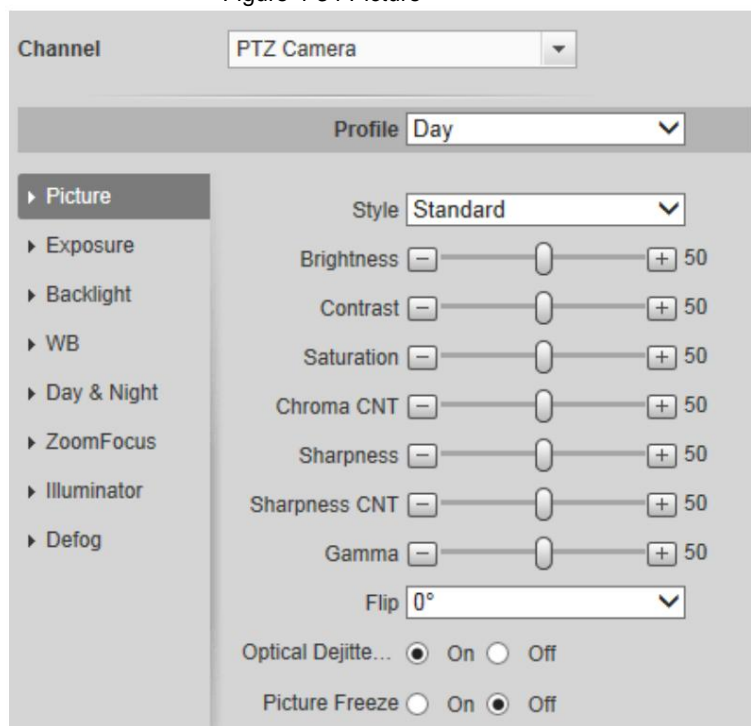 Channel PTZ Camera
Profile Day
Picture
Style Standard
Exposure
Brightness 50
Backlight
Contrast 50
WB
Saturation 50
Day & Night
Chroma CNT 50
ZoomFocus
Sharpness 50
Illuminator
Sharpness CNT 50
Defog
Gamma 50
Flip 0°
Optical Dejitte... On Off
Picture Freeze On Off